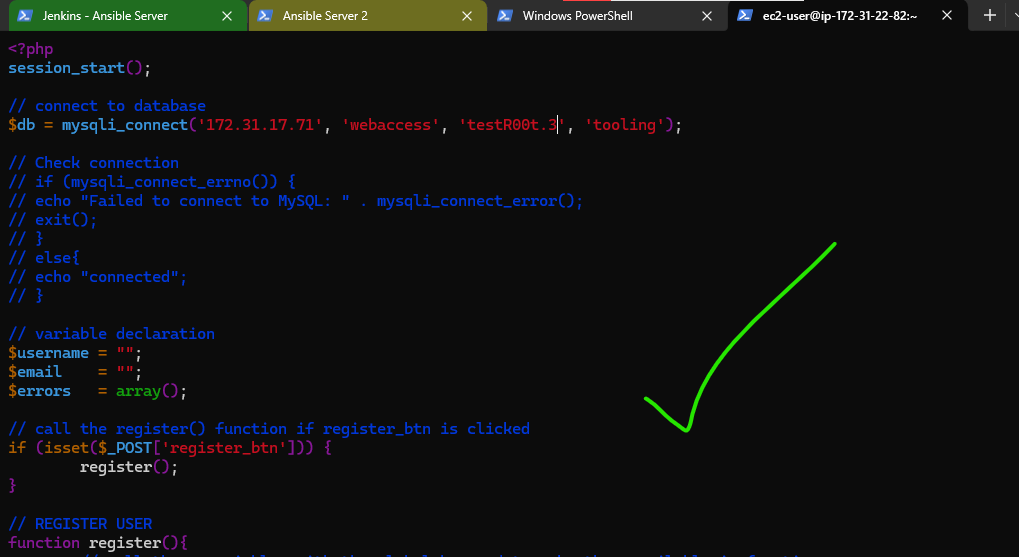 Jenkins - Ansible Server
Ansible Server 2
Windows PowerShell
ec2-user@ip-172-31-22-82:~
<?php
session_start();
// connect to database
$db = mysqli_connect('172.31.17.71', 'webaccess', 'testR00t.3', 'tooling');
// Check connection
// if (mysqli_connect_errno()) {
// echo "Failed to connect to MySQL: " . mysqli_connect_error();
// exit();
// }
// else{
// echo "connected";
// }
// variable declaration
$username = "";
$email    = "";
$errors   = array();
// call the register() function if register_btn is clicked
if (isset($_POST['register_btn'])) {
        register();
}
// REGISTER USER
function register(){